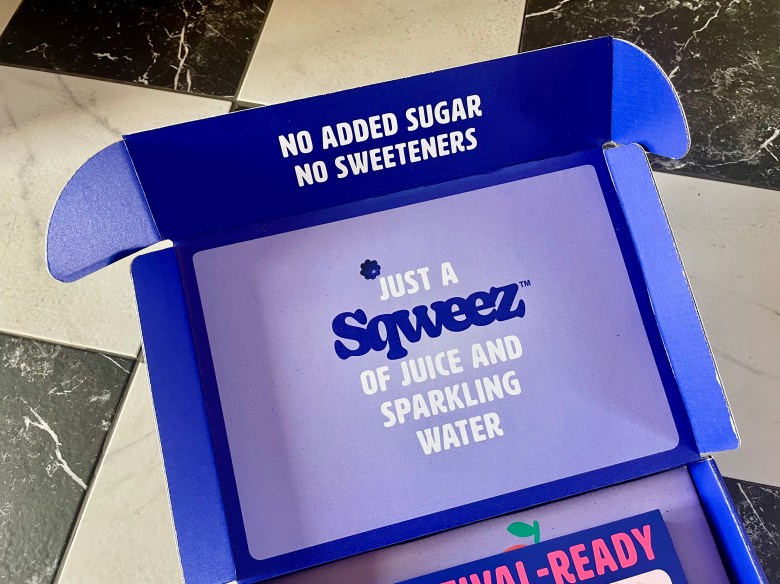 NO ADDED SUGAR
NO SWEETENERS
JUST A
Sqweez™
OF JUICE AND
SPARKLING
WATER